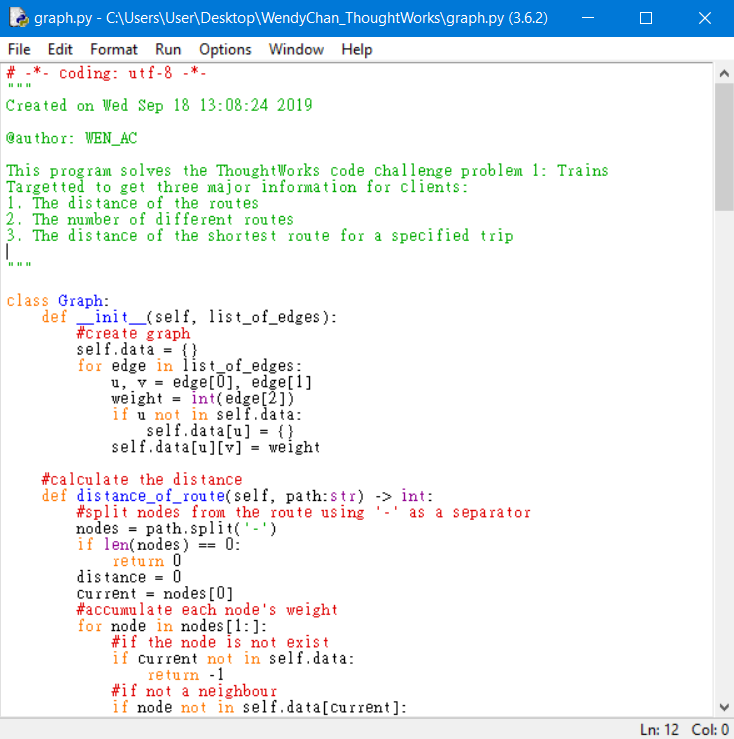 graph.py - C:\Users\User\Desktop\WendyChan_ThoughtWorks\graph.py (3.6.2)
File Edit Format Run Options Window Help
# -*- coding: utf-8 -*-
"""
Created on Wed Sep 18 13:08:24 2019

@author: WEN_AC

This program solves the ThoughtWorks code challenge problem 1: Trains
Targetted to get three major information for clients:
1. The distance of the routes
2. The number of different routes
3. The distance of the shortest route for a specified trip

"""

class Graph:
    def __init__(self, list_of_edges):
        #create graph
        self.data = {}
        for edge in list_of_edges:
            u, v = edge[0], edge[1]
            weight = int(edge[2])
            if u not in self.data:
                self.data[u] = {}
            self.data[u][v] = weight

    #calculate the distance
    def distance_of_route(self, path:str) -> int:
        #split nodes from the route using '-' as a separator
        nodes = path.split('-')
        if len(nodes) == 0:
            return 0
        distance = 0
        current = nodes[0]
        #accumulate each node's weight
        for node in nodes[1:]:
            #if the node is not exist
            if current not in self.data:
                return -1
            #if not a neighbour
            if node not in self.data[current]:
Ln: 12 Col: 0